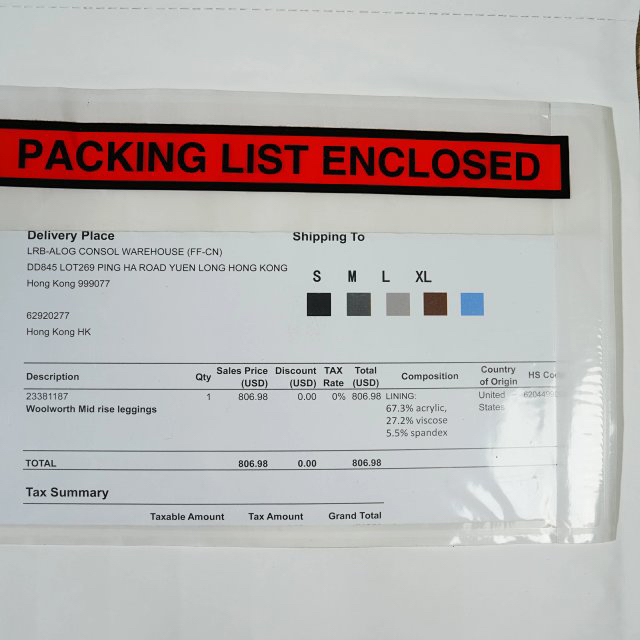 PACKING LIST ENCLOSED
Delivery Place
Shipping To
LRB-ALOG CONSOL WAREHOUSE (FF-CN)
DD845 LOT269 PING HA ROAD YUEN LONG HONG KONG
Hong Kong 999077
S M L XL
62920277
Hong Kong HK
Description Qty Sales Price (USD) Discount (USD) TAX Rate Total (USD) Composition Country of Origin HS
23381187 1 806.98 0.00 0% 806.98 LINING: United
Woolworth Mid rise leggings 67.3% acrylic, States
27.2% viscose
5.5% spandex
TOTAL 806.98 0.00 806.98
Tax Summary
Taxable Amount Tax Amount Grand Total